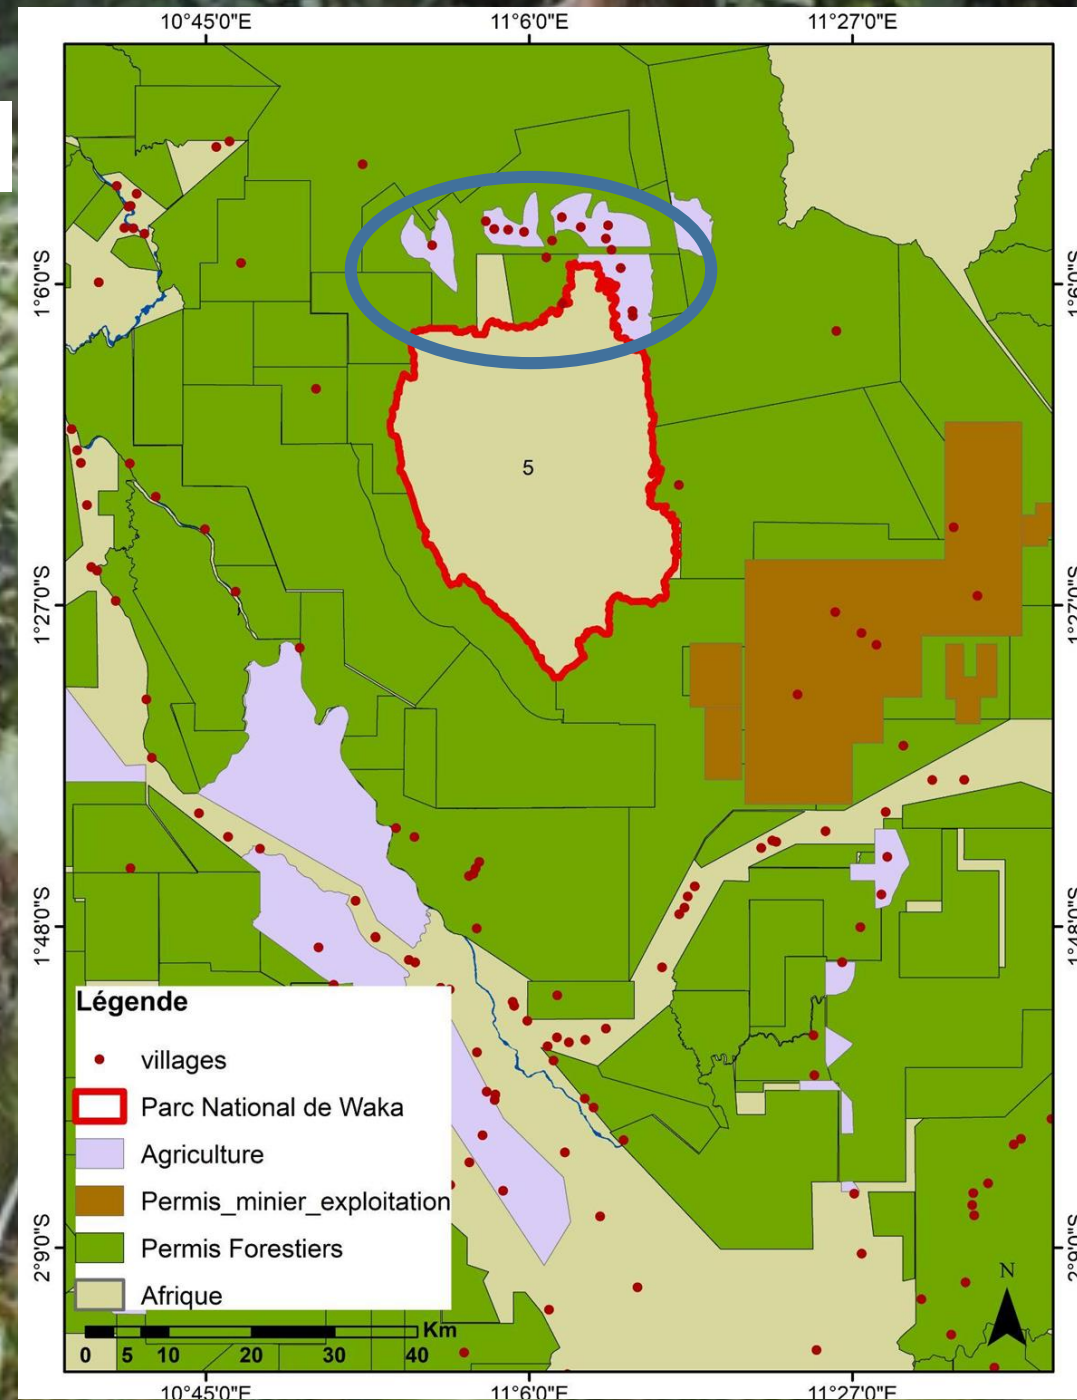 10°45'0"E 11°6'0"E 11°27'0"E
1°6'0"S 1°6'0"S
5
1°27'0"S 1°27'0"S
1°48'0"S 1°48'0"S
Légende
villages
Parc National de Waka
Agriculture
Permis_minier_exploitation
Permis Forestiers
Afrique
2°9'0"S 2°9'0"S
N
Km
0 5 10 20 30 40
10°45'0"E 11°6'0"E 11°27'0"E